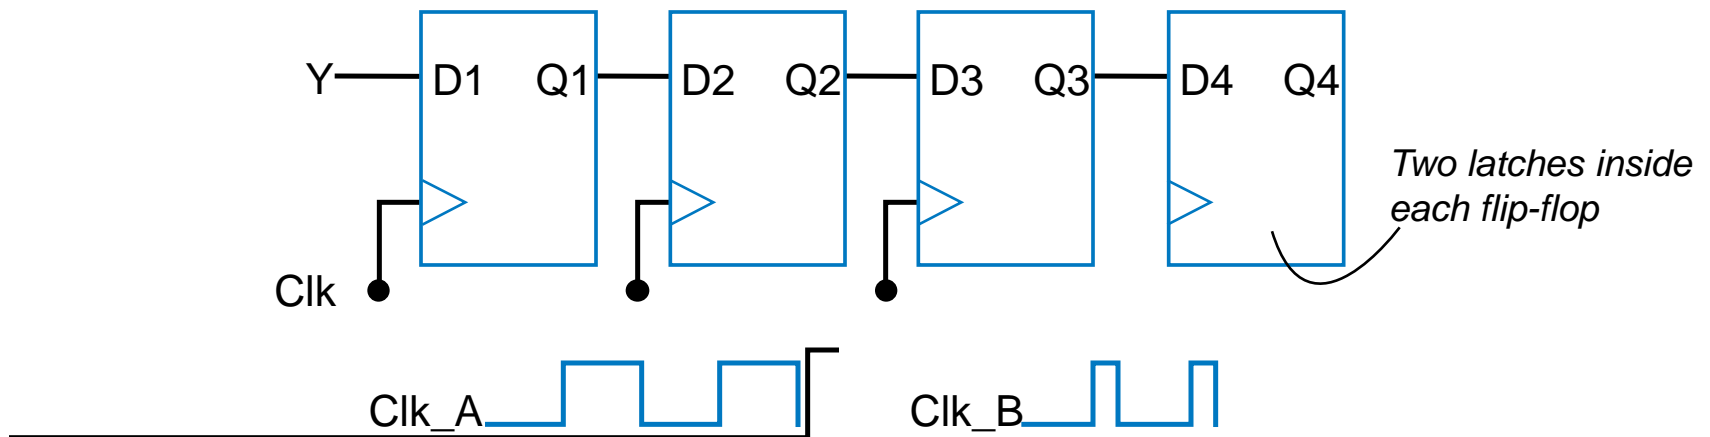 Y D1 Q1 D2 Q2 D3 Q3 D4 Q4
Two latches inside
each flip-flop
Clk
Clk_A Clk_B